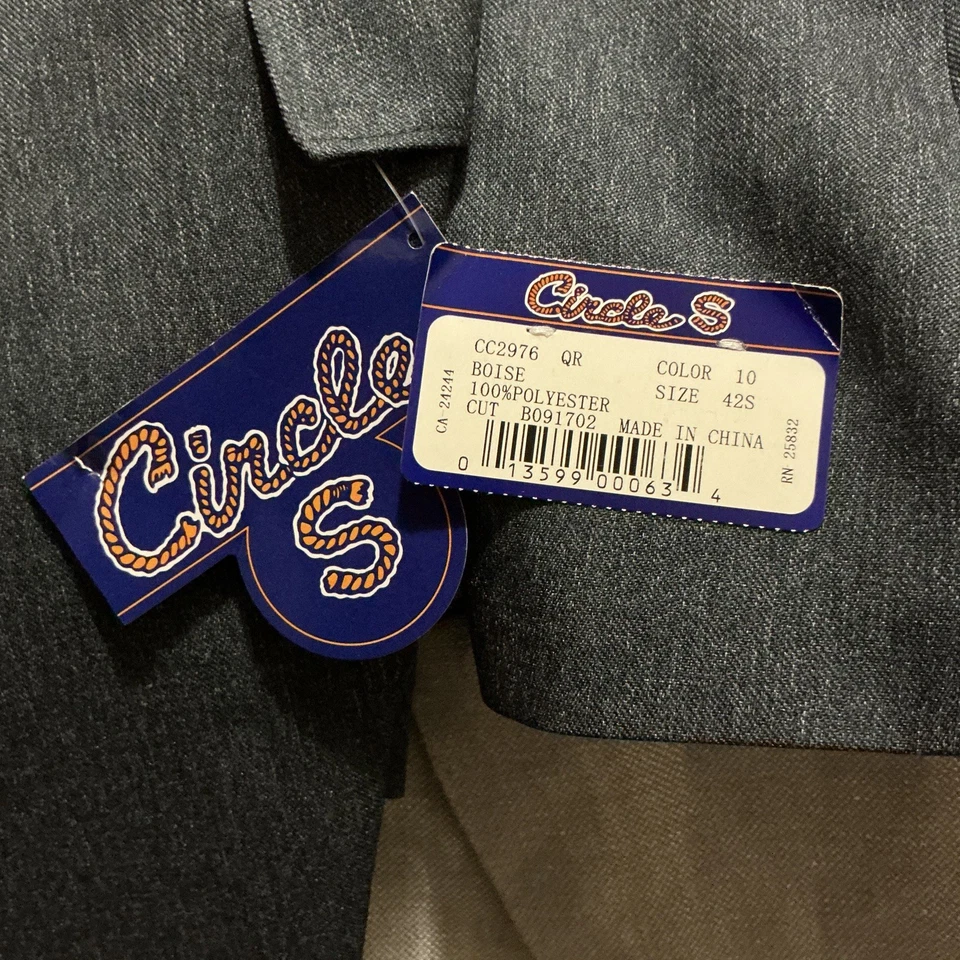 Circle
S
Circle S
CC2976 QR COLOR 10
BOISE SIZE 42S
100%POLYESTER
CUT B091702 MADE IN CHINA
CA-24244
RN 25832
0 13599 00063 4